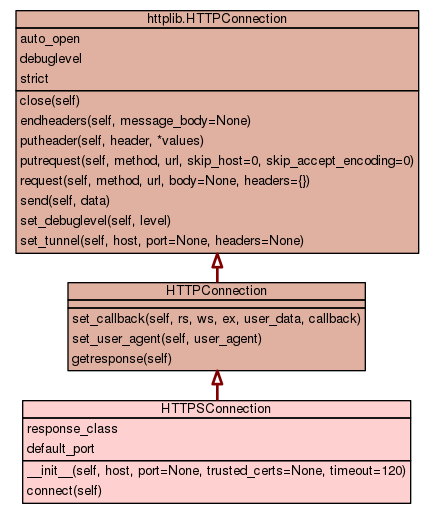 httplib.HTTPConnection
auto_open
debuglevel
strict
close(self)
endheaders(self, message_body=None)
putheader(self, header, *values)
putrequest(self, method, url, skip_host=0, skip_accept_encoding=0)
request(self, method, url, body=None, headers={})
send(self, data)
set_debuglevel(self, level)
set_tunnel(self, host, port=None, headers=None)
HTTPConnection
set_callback(self, rs, ws, ex, user_data, callback)
set_user_agent(self, user_agent)
getresponse(self)
HTTPSConnection
response_class
default_port
__init__(self, host, port=None, trusted_certs=None, timeout=120)
connect(self)